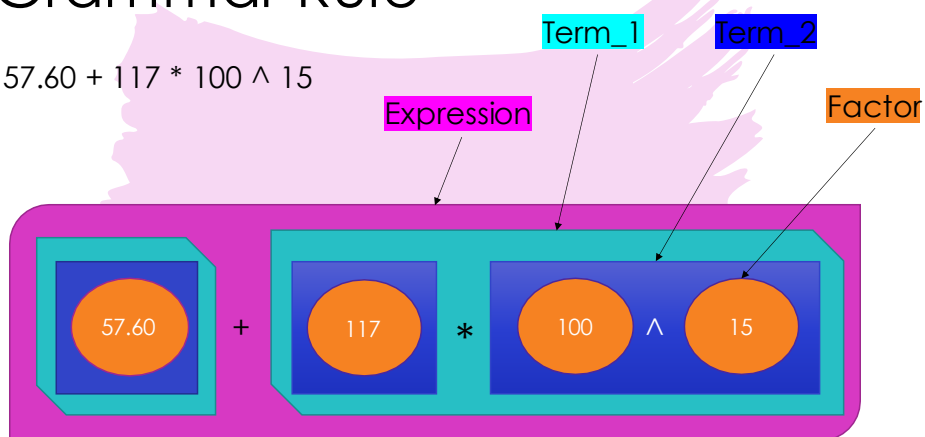 Grammar Rule
57.60 + 117 * 100 ^ 15
Term_1
Term_2
Expression
Factor
57.60 + 117 * 100 ^ 15